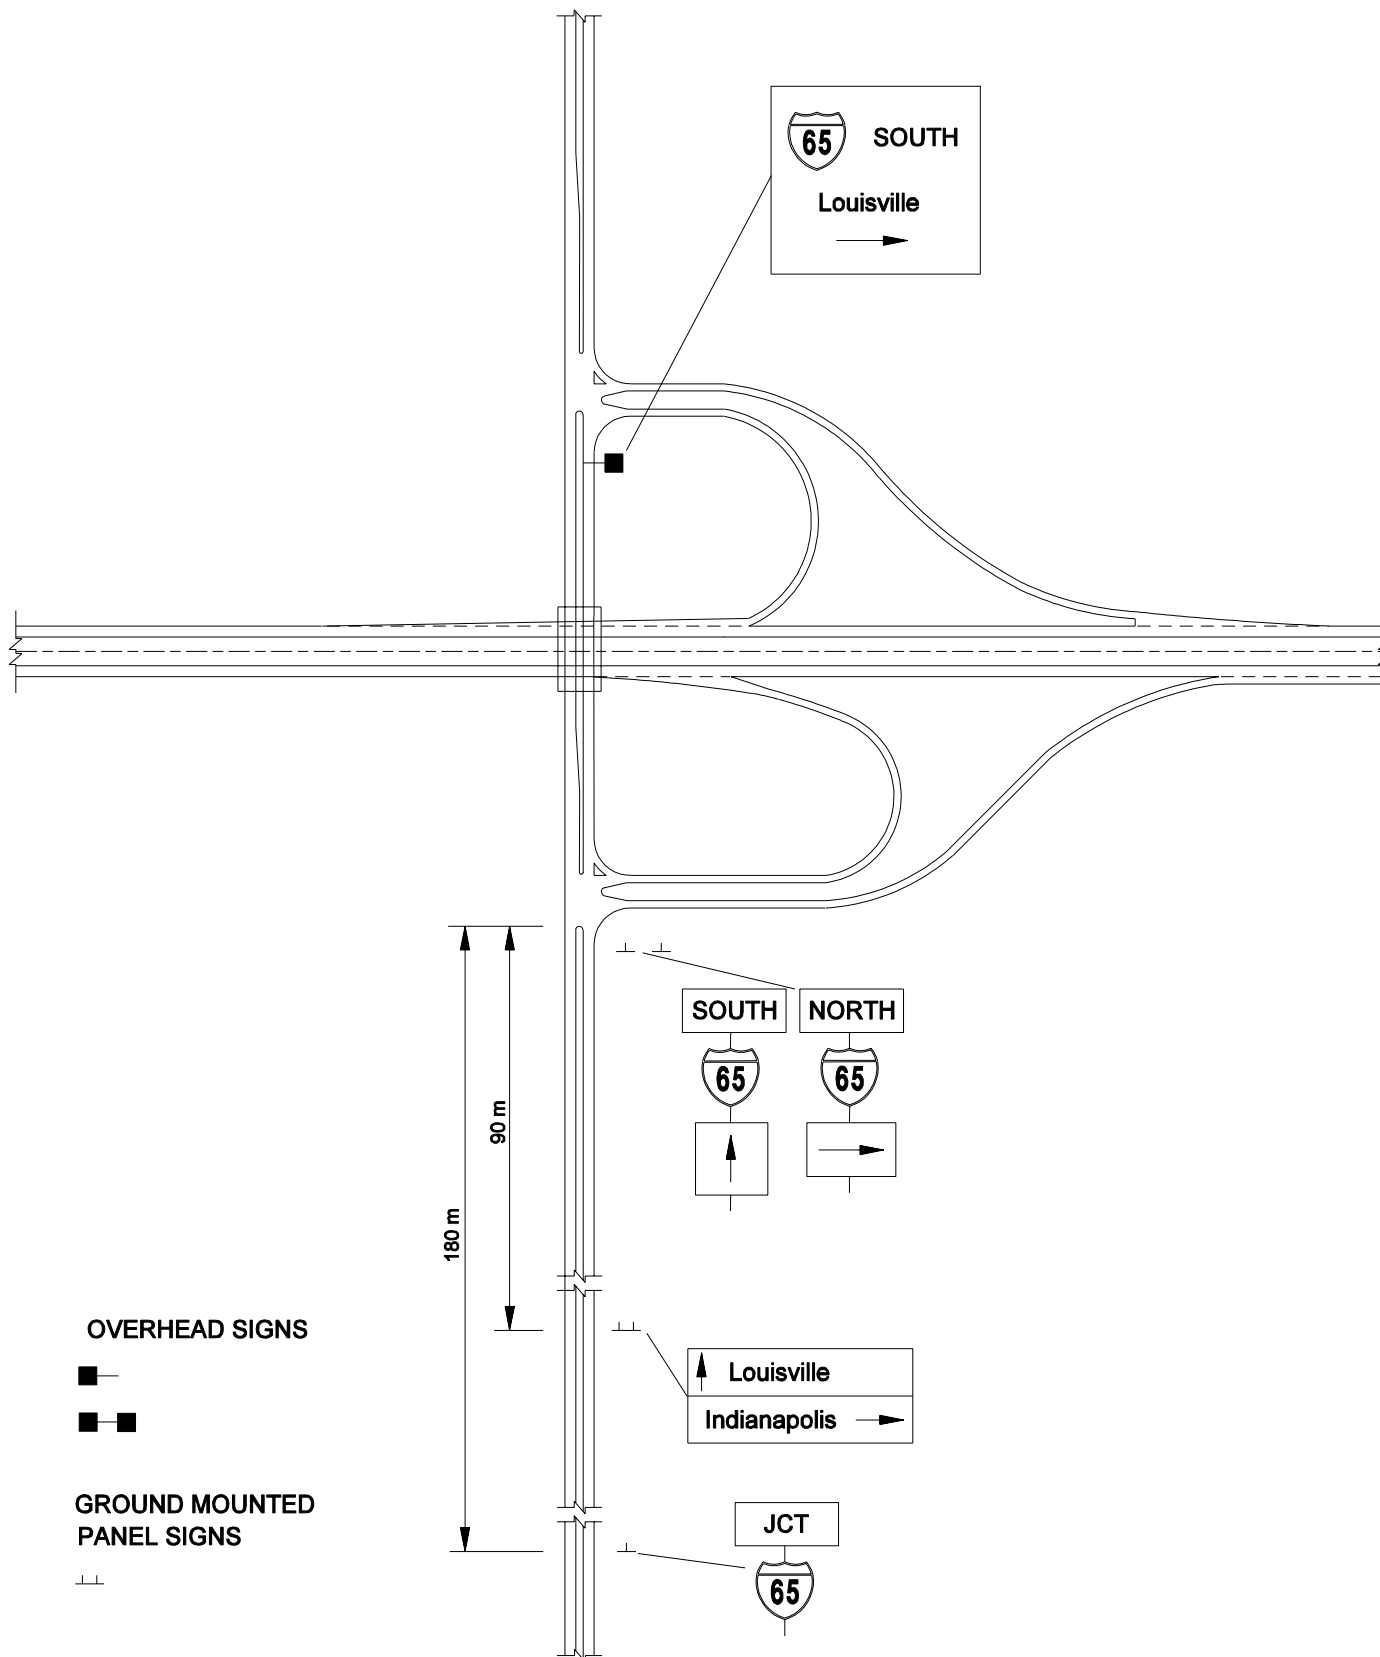 65 SOUTH
Louisville
SOUTH NORTH
65 65
90 m
180 m
OVERHEAD SIGNS
Louisville
Indianapolis
GROUND MOUNTED
PANEL SIGNS
JCT
65